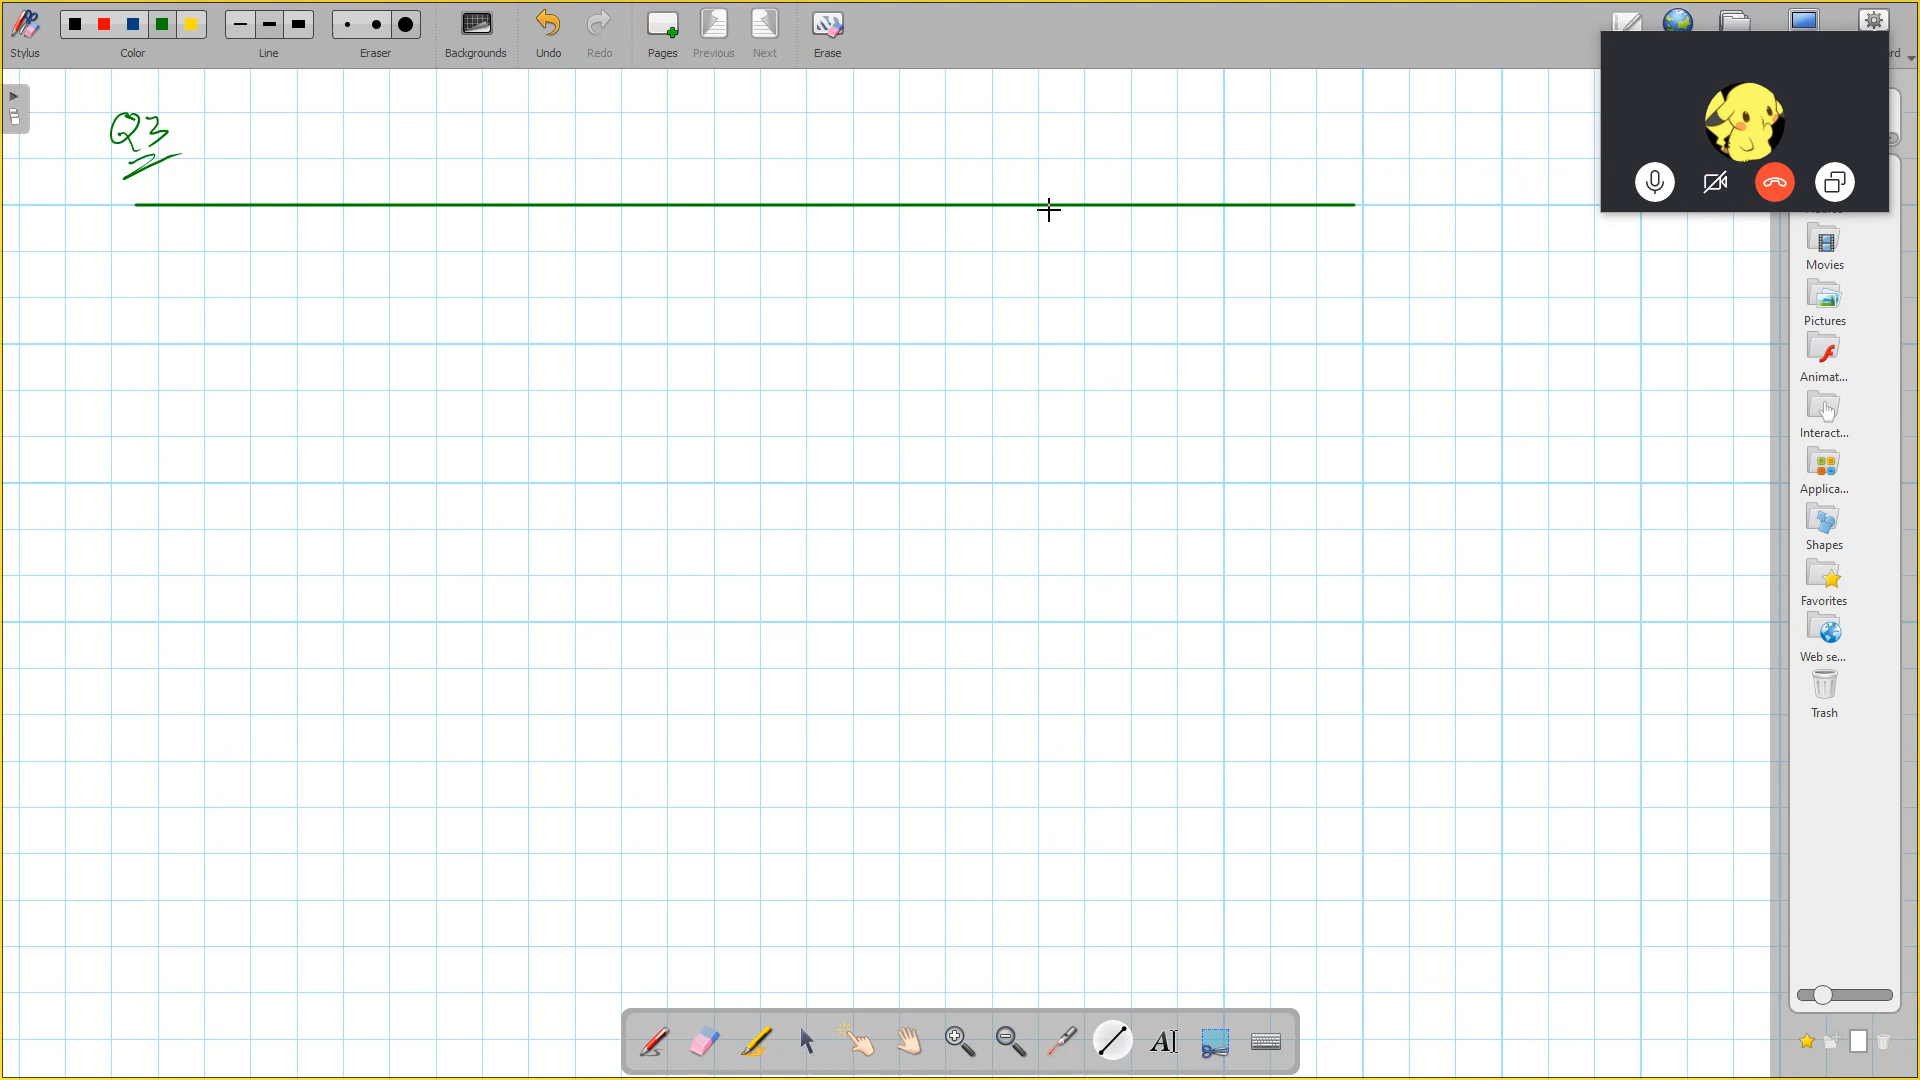 Stylus Color Line Eraser Backgrounds Undo Redo Pages Previous Next Erase
Q3
Movies
Pictures
Animat...
Interact...
Applica...
Shapes
Favorites
Web se...
Trash